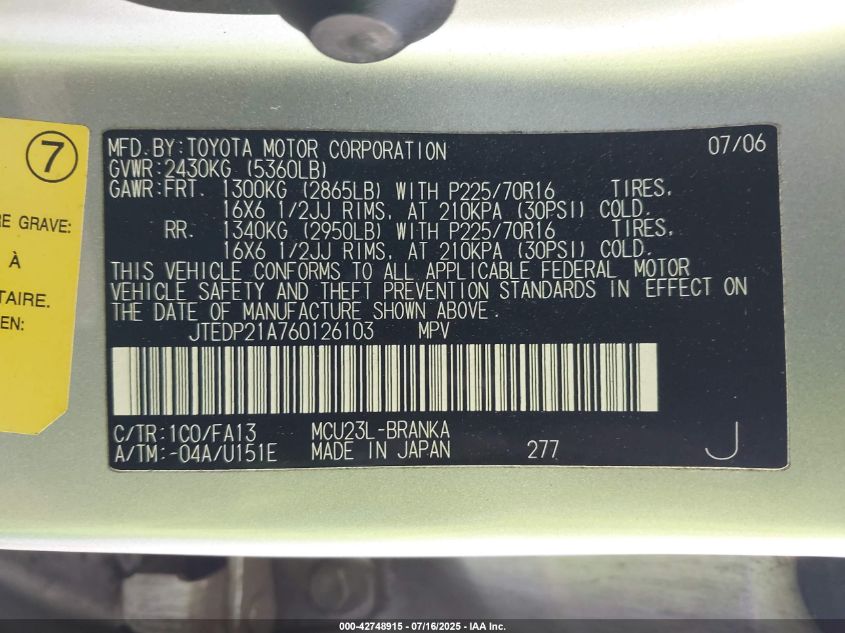 7
RE GRAVE:
À
TAIRE.
EN:
MFD.BY:TOYOTA MOTOR CORPORATION 07/06
GVWR:2430KG (5360LB)
GAWR:FRT. 1300KG (2865LB) WITH P225/70R16 TIRES,
16X6 1/2JJ RIMS, AT 210KPA (30PSI) COLD.
RR. 1340KG (2950LB) WITH P225/70R16 TIRES,
16X6 1/2JJ RIMS, AT 210KPA (30PSI) COLD.
THIS VEHICLE CONFORMS TO ALL APPLICABLE FEDERAL MOTOR
VEHICLE SAFETY AND THEFT PREVENTION STANDARDS IN EFFECT ON
THE DATE OF MANUFACTURE SHOWN ABOVE.
JTEDP21A760126103 MPV
C/TR:1C0/FA13 MCU23L-BRANKA
A/TM:-04A/U151E MADE IN JAPAN 277 J
000-42748915 - 07/16/2025 - IAA Inc.